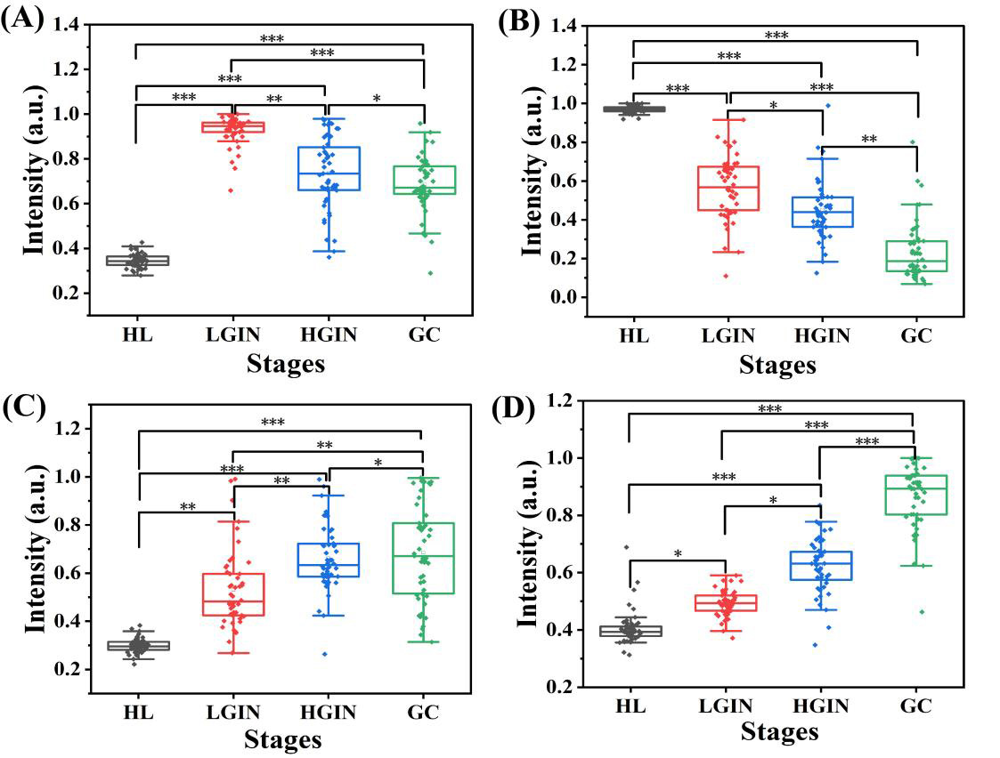 (A)
Intensity (a.u.)
1.4
1.2
1.0
0.8
0.6
0.4
0.2
***
***
***
*** ** *
HL LGIN HGIN GC
Stages
(B)
Intensity (a.u.)
1.4
1.2
1.0
0.8
0.6
0.4
0.2
0.0
***
***
*** ***
*
**
HL LGIN HGIN GC
Stages
(C)
Intensity (a.u.)
1.2
1.0
0.8
0.6
0.4
0.2
***
**
*** *
**
**
HL LGIN HGIN GC
Stages
(D)
Intensity (a.u.)
1.2
1.0
0.8
0.6
0.4
0.2
***
***
***
***
*
*
HL LGIN HGIN GC
Stages